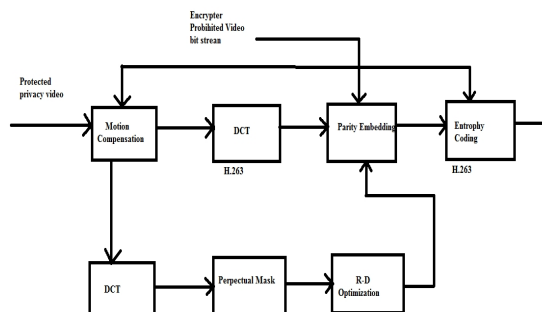 Encrypter
Probihited Video
bit strean
Protected
privacy video
Motion
Compensation
DCT
Parity Embedding
Entrophy
Coding
H.263
H.263
DCT
Perpectual Mask
R-D
Optimization